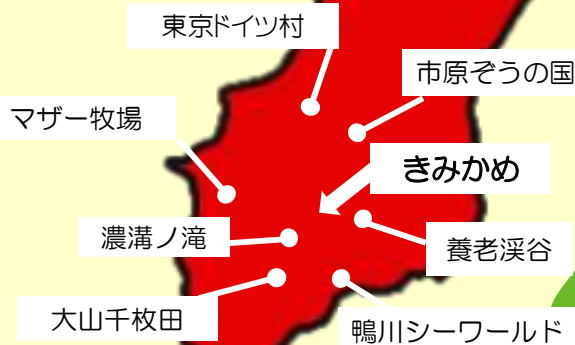 東京ドイツ村
市原ぞうの国
マザー牧場
きみかめ
濃溝ノ滝
養老渓谷
大山千枚田
鴨川シーワールド